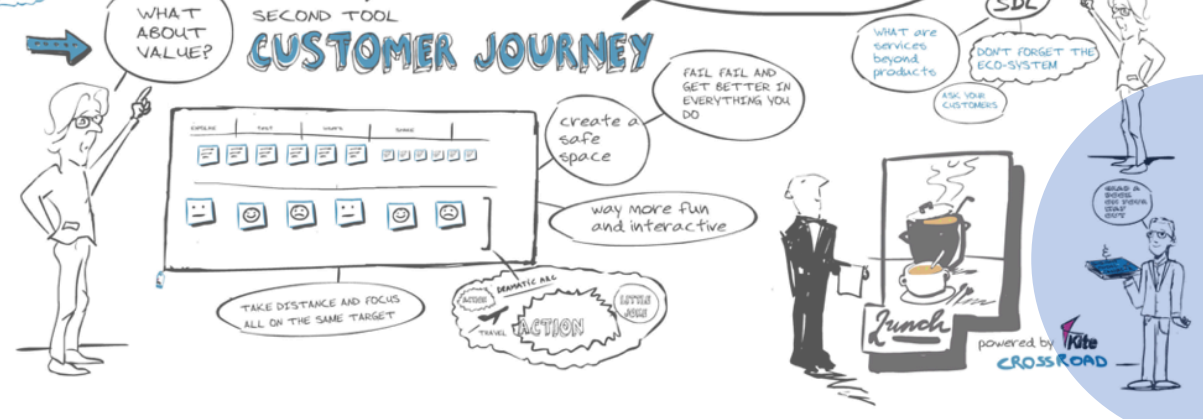 WHAT
ABOUT
VALUE?
SECOND TOOL
CUSTOMER JOURNEY
FAIL FAIL AND
GET BETTER IN
EVERYTHING YOU
DO
create a
safe
space
way more fun
and interactive
TAKE DISTANCE AND FOCUS
ALL ON THE SAME TARGET
DRAMATIC ARC
ACTION
TRAVEL
ACTION
LITTLE
JOKE
SDL
WHAT are
services
beyond
products
DON'T FORGET THE
ECO-SYSTEM
ASK YOUR
CUSTOMERS
Lunch
powered by Kite
CROSSROAD
READ A
BOOK
ON YOUR
WAY
OUT